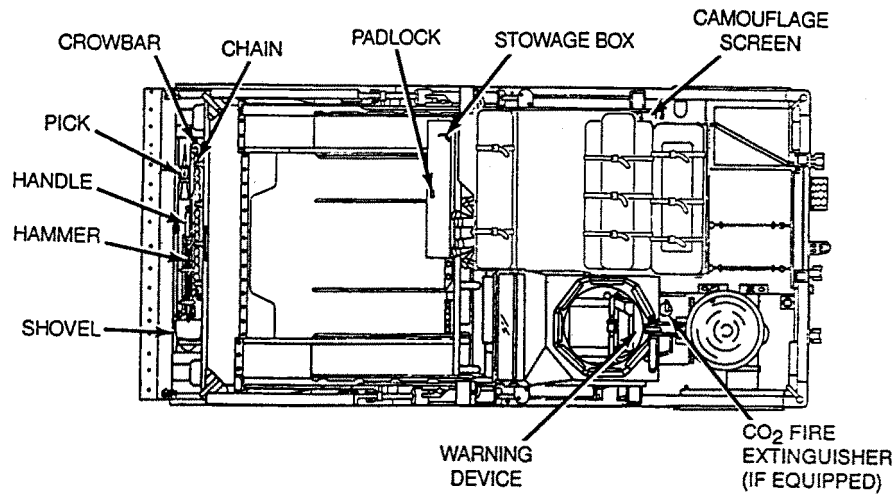 CROWBAR
CHAIN
PADLOCK
STOWAGE BOX
CAMOUFLAGE
SCREEN
PICK
HANDLE
HAMMER
SHOVEL
WARNING
DEVICE
CO₂ FIRE
EXTINGUISHER
(IF EQUIPPED)